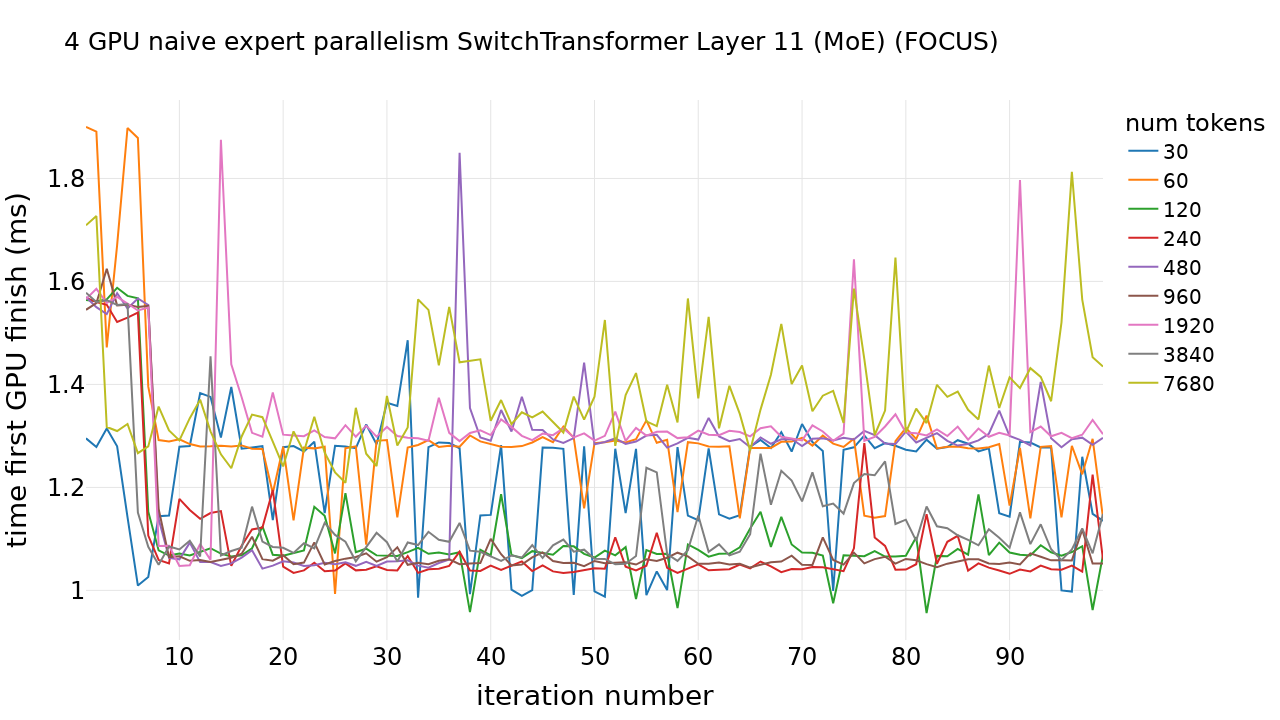 4 GPU naive expert parallelism SwitchTransformer Layer 11 (MoE) (FOCUS)
num tokens
30
60
120
240
480
960
1920
3840
7680
time first GPU finish (ms)
1.8
1.6
1.4
1.2
1
10 20 30 40 50 60 70 80 90
iteration number